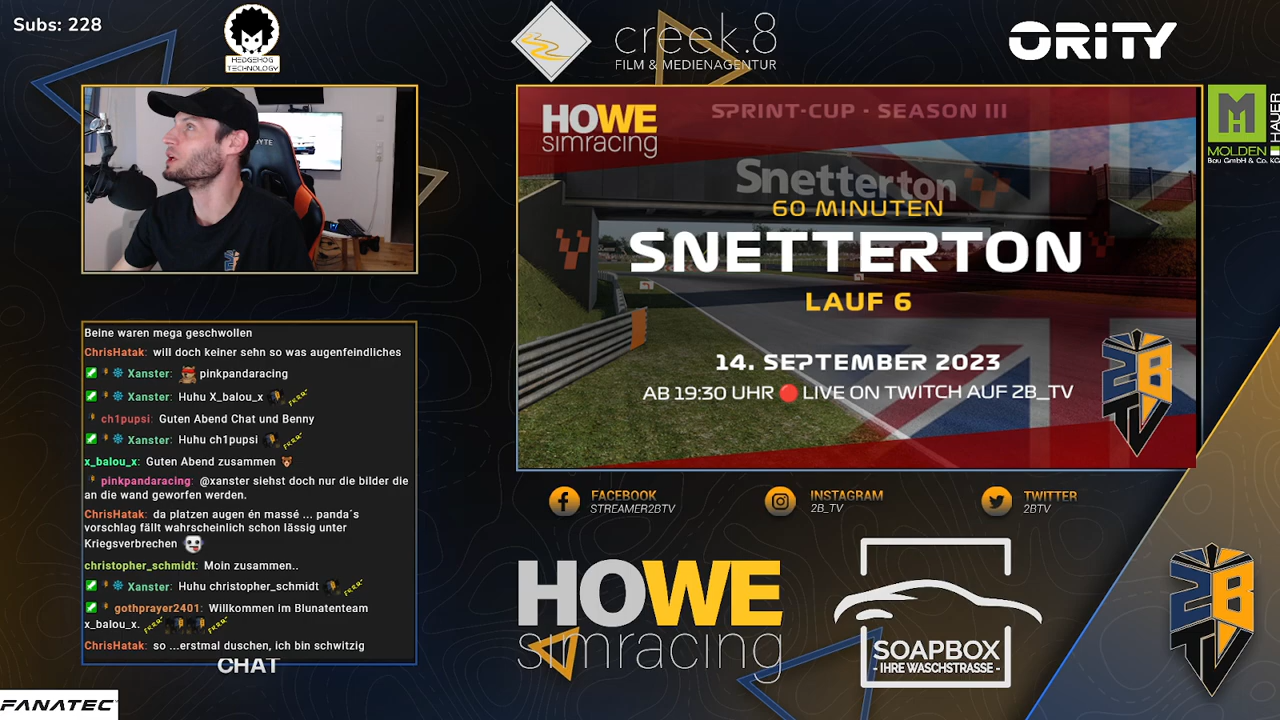 Subs: 228
HEDGEHOG
TECHNOLOGY
creek.8
FILM & MEDIENAGENTUR
ORITY
HOWE
simracing
SPRINT-CUP - SEASON III
Snetterton
60 MINUTEN
SNETTERTON
LAUF 6
14. SEPTEMBER 2023
AB 19:30 UHR 🔴 LIVE ON TWITCH AUF 2B_TV
2B
TV
MOLDEN
HAUER
Bau GmbH & Co. KG
Beine waren mega geschwollen
ChrisHatak: will doch keiner sehn so was augenfeindliches
Xanster: pinkpandaracing
Xanster: Huhu X_balou_x
ch1pupsi: Guten Abend Chat und Benny
Xanster: Huhu ch1pupsi
x_balou_x: Guten Abend zusammen
pinkpandaracing: @xanster siehst doch nur die bilder die
an die wand geworfen werden.
ChrisHatak: da platzen augen én massé ... panda´s
vorschlag fällt wahrscheinlich schon lässig unter
Kriegsverbrechen
christopher_schmidt: Moin zusammen..
Xanster: Huhu christopher_schmidt
gothprayer2401: Willkommen im Blunatenteam
x_balou_x.
ChrisHatak: so ...erstmal duschen, ich bin schwitzig
CHAT
FACEBOOK
STREAMER2BTV
INSTAGRAM
2B_TV
TWITTER
2BTV
HOWE
simracing
SOAPBOX
- IHRE WASCHSTRASSE -
2B
TV
FANATEC